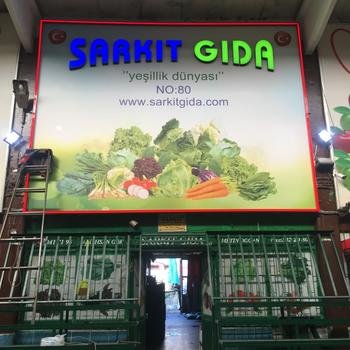 SARKIT GIDA
"yeşillik dünyası"
NO:80
www.sarkitgida.com
SARKIT GIDA